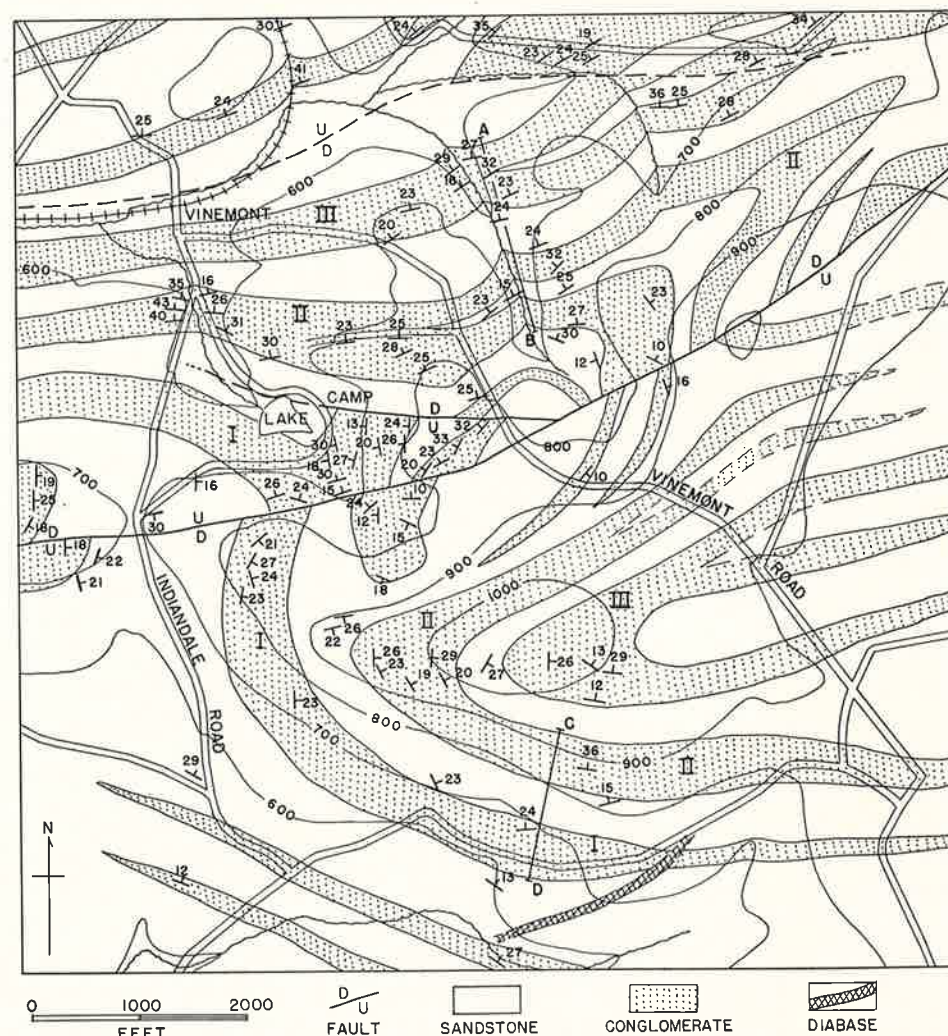 30 24 35 19 34
23 24 25 28
41
24 36 25 28
25
U
D
A
27
29 32
18
700
II
600
23
23
III
VINEMONT
24
20
800
24
32
900
D
U
600
35 16
43 26
40
31
II
15
25
23
23
25
27
23
30
B
28
30
25
10
16
CAMP
D
U
25
LAKE
I
13
24
32
800
30
20
26
33
23
18
27
20
30
10
VINEMONT
19
700
16
26
24
15
24
10
25
12
15
18
D
U
18
30
U
D
22
21
21
27
24
23
18
900
1000
ROAD
INDIANDALE
I
26
22
II
III
26
23
29
27
26
13
29
19
20
12
23
800
C
ROAD
700
36
900
II
29
23
15
600
24
I
N
12
D
13
27
0 1000 2000
FEET
D
U
FAULT
SANDSTONE
CONGLOMERATE
DIABASE